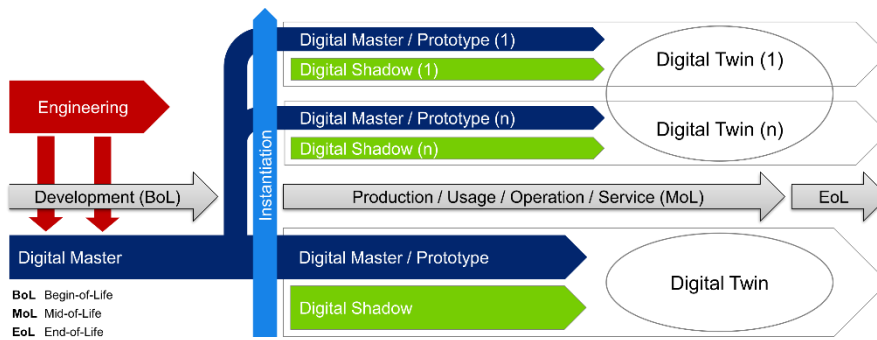 Digital Master / Prototype (1)
Digital Shadow (1)
Digital Twin (1)
Engineering
Digital Master / Prototype (n)
Digital Shadow (n)
Digital Twin (n)
Instantiation
Development (BoL)
Production / Usage / Operation / Service (MoL)
EoL
Digital Master
Digital Master / Prototype
Digital Shadow
Digital Twin
BoL Begin-of-Life
MoL Mid-of-Life
EoL End-of-Life